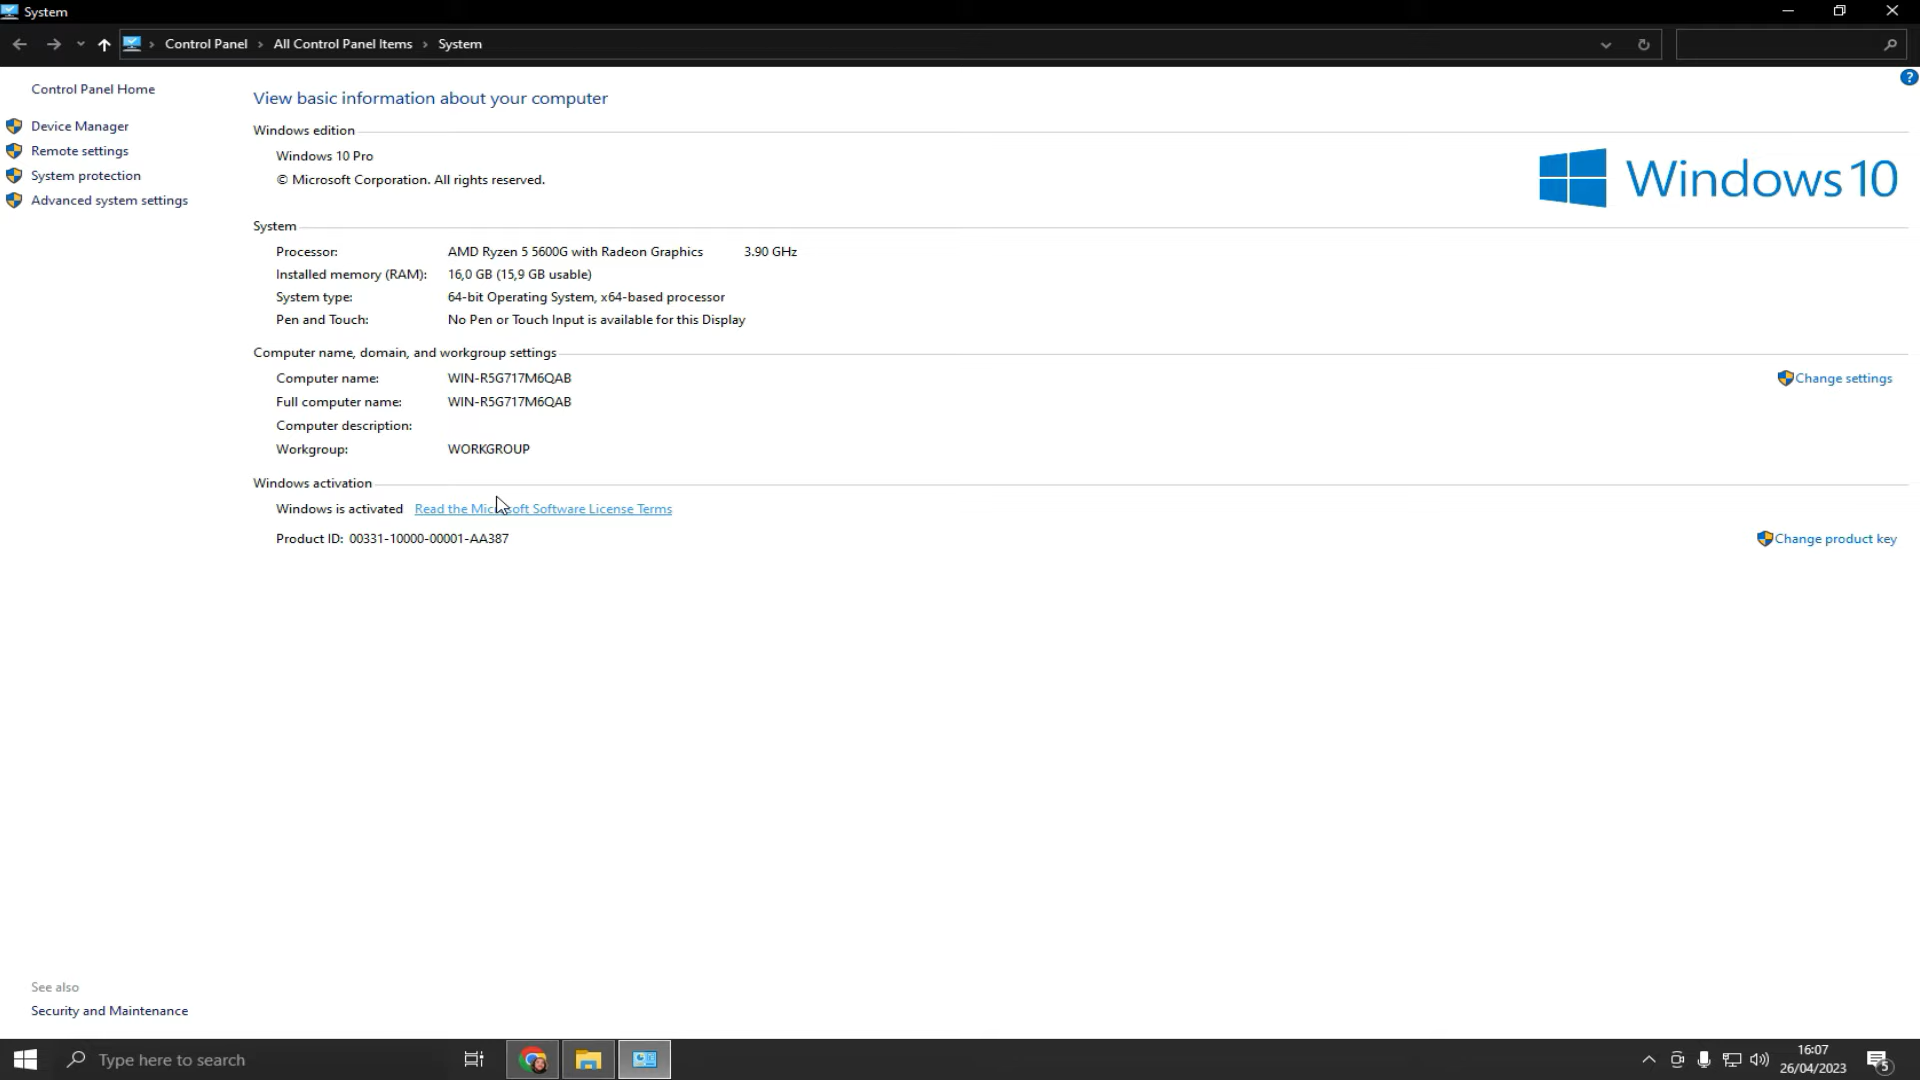 System
Control Panel > All Control Panel Items > System
Control Panel Home
Device Manager
Remote settings
System protection
Advanced system settings
View basic information about your computer
Windows edition
Windows 10 Pro
© Microsoft Corporation. All rights reserved.
Windows 10
System
Processor: AMD Ryzen 5 5600G with Radeon Graphics 3.90 GHz
Installed memory (RAM): 16,0 GB (15,9 GB usable)
System type: 64-bit Operating System, x64-based processor
Pen and Touch: No Pen or Touch Input is available for this Display
Computer name, domain, and workgroup settings
Computer name: WIN-R5G717M6QAB
Change settings
Full computer name: WIN-R5G717M6QAB
Computer description:
Workgroup: WORKGROUP
Windows activation
Windows is activated Read the Microsoft Software License Terms
Product ID: 00331-10000-00001-AA387
Change product key
See also
Security and Maintenance
Type here to search
16:07
26/04/2023
5
?